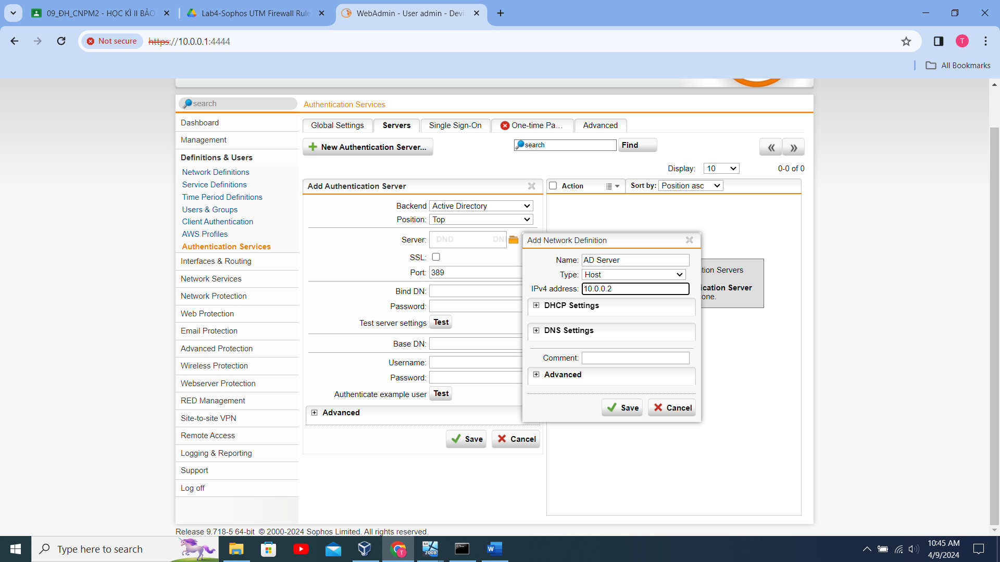 09_ĐH_CNPM2 - HỌC KÌ II BẢO
Lab4-Sophos UTM Firewall Rule
WebAdmin - User admin - Devi
Not secure
https://10.0.0.1:4444
T
All Bookmarks
search
Authentication Services
Dashboard
Management
Definitions & Users
Network Definitions
Service Definitions
Time Period Definitions
Users & Groups
Client Authentication
AWS Profiles
Authentication Services
Interfaces & Routing
Network Services
Network Protection
Web Protection
Email Protection
Advanced Protection
Wireless Protection
Webserver Protection
RED Management
Site-to-site VPN
Remote Access
Logging & Reporting
Support
Log off
Global Settings
Servers
Single Sign-On
One-time Pa...
Advanced
New Authentication Server...
search
Find
Display: 10
0-0 of 0
Add Authentication Server
Backend Active Directory
Position: Top
Server: DND DND
SSL:
Port: 389
Bind DN:
Password:
Test server settings Test
Base DN:
Username:
Password:
Authenticate example user Test
Advanced
Save Cancel
Action
Sort by: Position asc
Add Network Definition
Name: AD Server
Type: Host
IPv4 address: 10.0.0.2
DHCP Settings
DNS Settings
Comment:
Advanced
Save Cancel
tion Servers
ication Server
one.
Release 9.718-5 64-bit © 2000-2024 Sophos Limited. All rights reserved.
Type here to search
T
64
2008
W
10:45 AM
4/9/2024